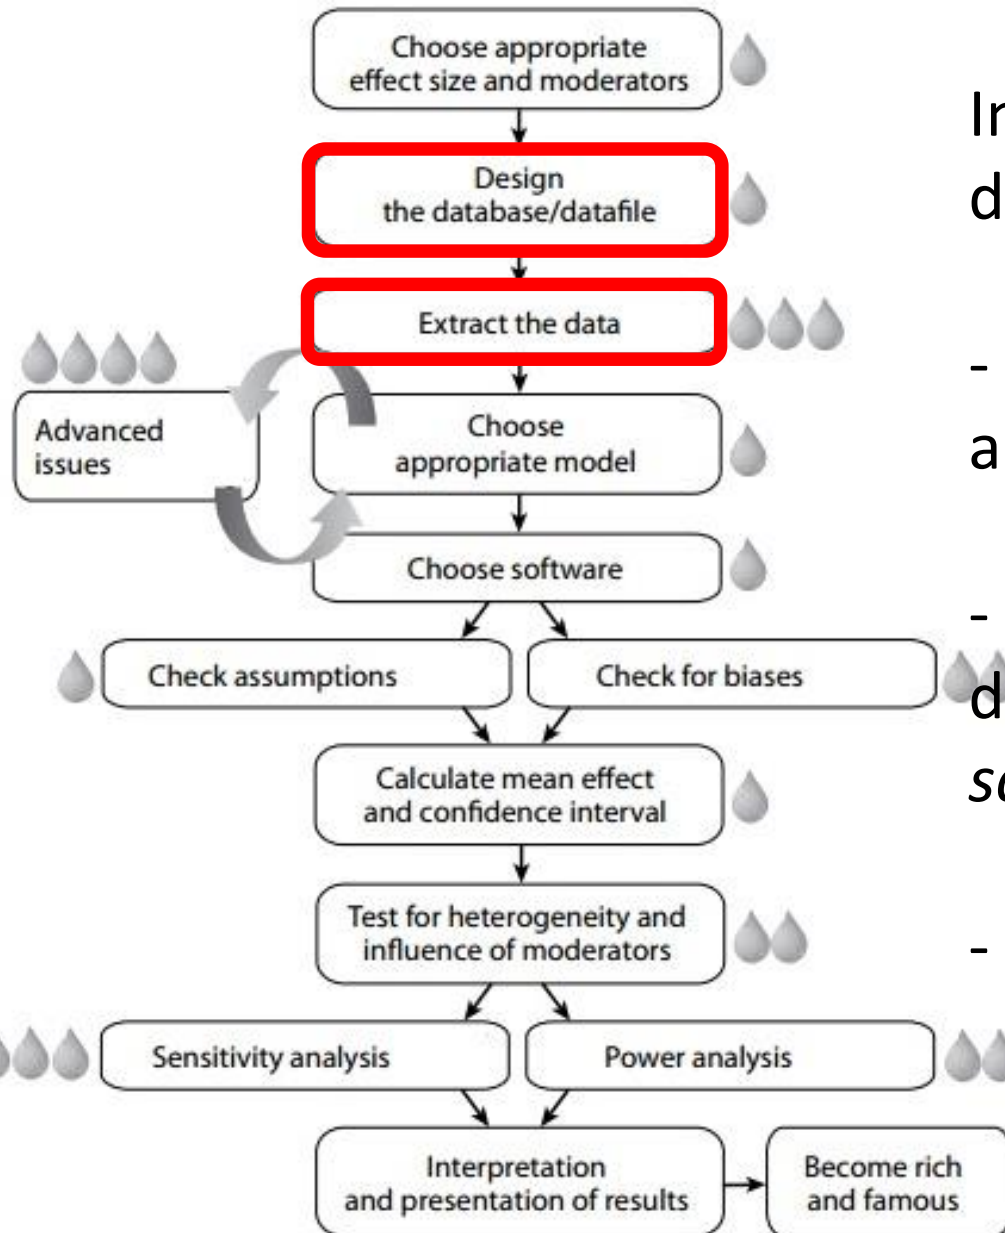 Choose appropriate
effect size and moderators
Design
the database/datafile
Extract the data
Advanced
issues
Choose
appropriate model
Choose software
Check assumptions
Check for biases
Calculate mean effect
and confidence interval
Test for heterogeneity and
influence of moderators
Sensitivity analysis
Power analysis
Interpretation
and presentation of results
Become rich
and famous
-
a
-
-